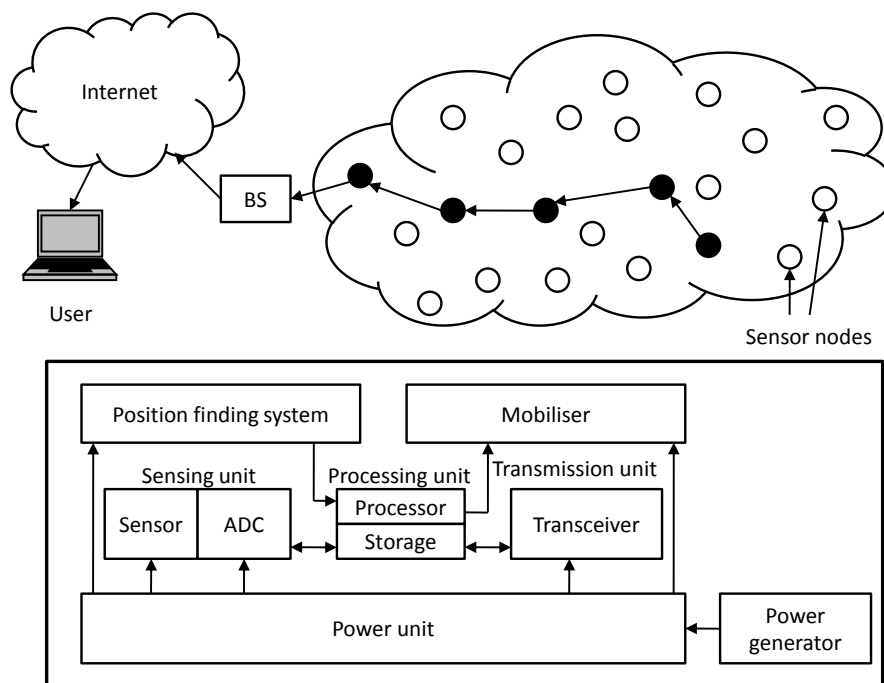 Internet
BS
User
Sensor nodes
Position finding system
Mobiliser
Sensing unit
Processing unit
Transmission unit
Sensor
ADC
Processor
Storage
Transceiver
Power unit
Power
generator